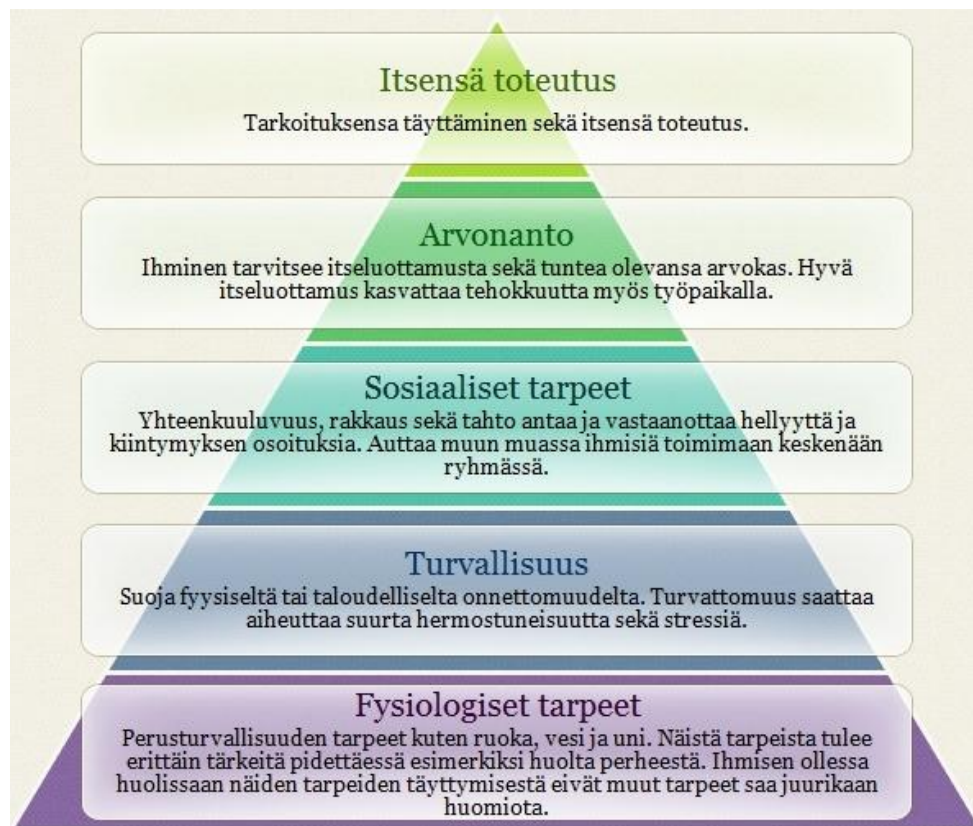 Itsensä toteutus
Tarkoituksensa täyttäminen sekä itsensä toteutus.
Arvonanto
Ihminen tarvitsee itseluottamusta sekä tuntea olevansa arvokas. Hyvä
itseluottamus kasvattaa tehokkuutta myös työpaikalla.
Sosiaaliset tarpeet
Yhteenkuuluvuus, rakkaus sekä tahto antaa ja vastaanottaa hellyyttä ja
kiintymyksen osoituksia. Auttaa muun muassa ihmisiä toimimaan keskenään
ryhmässä.
Turvallisuus
Suoja fyysiseltä tai taloudelliselta onnettomuudelta. Turvattomuus saattaa
aiheuttaa suurta hermostuneisuutta sekä stressiä.
Fysiologiset tarpeet
Perusturvallisuuden tarpeet kuten ruoka, vesi ja uni. Näistä tarpeista tulee
erittäin tärkeitä pidettäessä esimerkiksi huolta perheestä. Ihmisen ollessa
huolissaan näiden tarpeiden täyttymisestä eivät muut tarpeet saa juurikaan
huomiota.